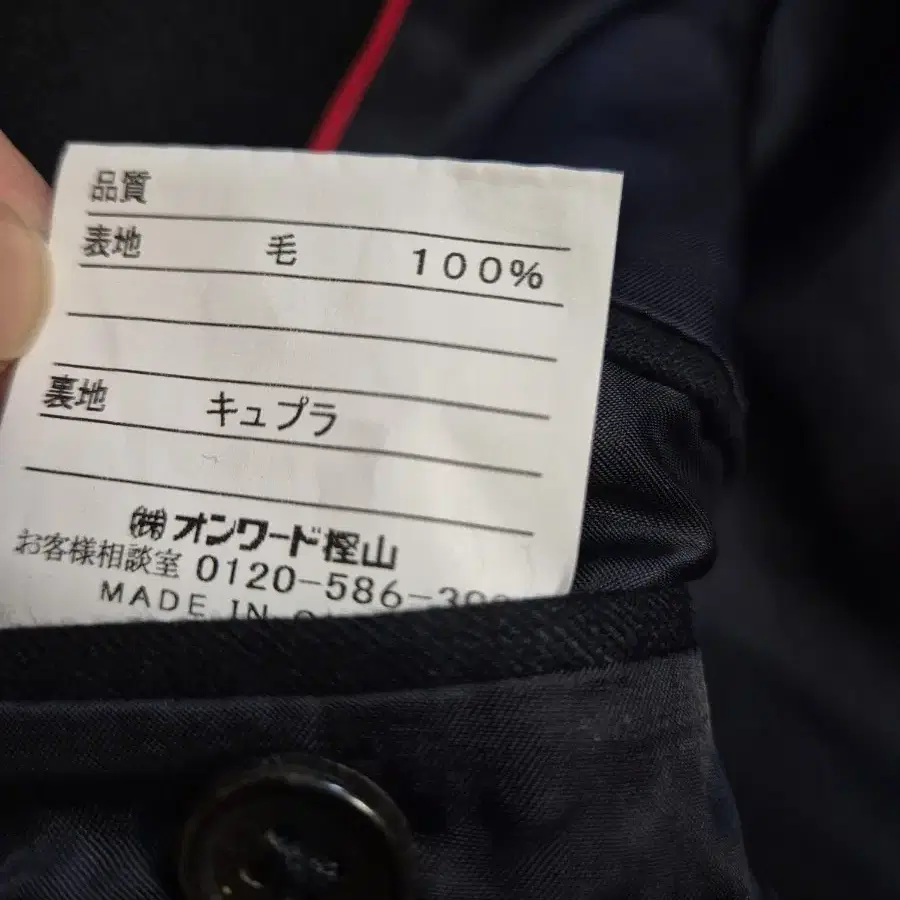 品質
表地 毛 100%
裏地 キュプラ
㈱オンワード樫山
お客様相談室 0120-586-300
MADE IN